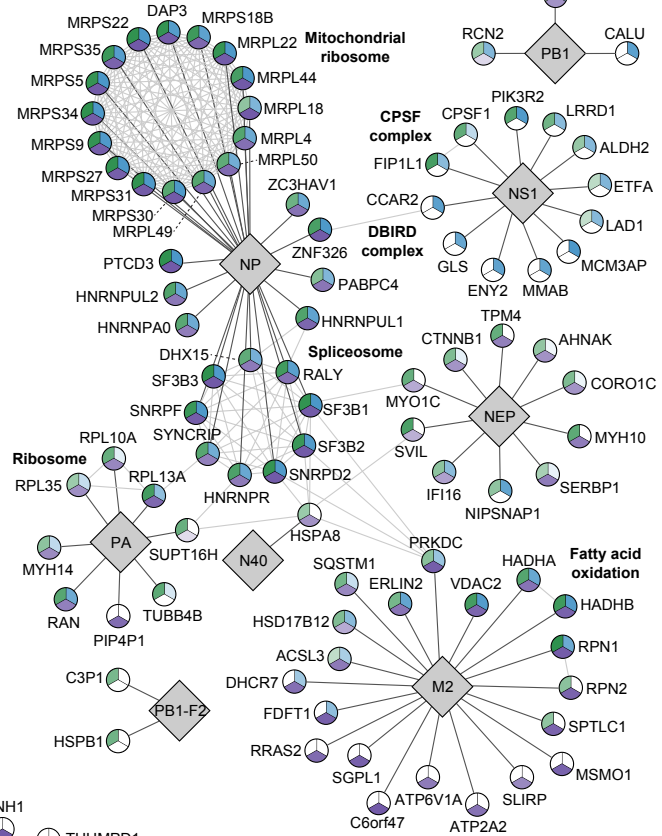 DAP3
MRPS22
MRPS18B
MRPS35
MRPL22
Mitochondrial
ribosome
MRPS5
MRPL44
MRPS34
MRPL18
MRPS9
MRPL4
MRPS27
MRPL50
MRPS31
MRPS30
MRPL49
ZC3HAV1
ZNF326
PTCD3
NP
PABPC4
HNRNPUL2
HNRNPA0
HNRNPUL1
DHX15
Spliceosome
SF3B3
RALY
SNRPF
SF3B1
SYNCRIP
SF3B2
HNRNPR
SNRPD2
RCN2
PB1
CALU
CPSF
complex
CPSF1
PIK3R2
LRRD1
FIP1L1
ALDH2
CCAR2
NS1
ETFA
DBIRD
complex
LAD1
GLS
ENY2
MMAB
MCM3AP
TPM4
CTNNB1
AHNAK
MYO1C
CORO1C
NEP
SVIL
MYH10
IFI16
SERBP1
NIPSNAP1
Ribosome
RPL10A
RPL35
RPL13A
PA
SUPT16H
MYH14
RAN
PIP4P1
TUBB4B
N40
HSPA8
C3P1
PB1-F2
HSPB1
PRKDC
Fatty acid
oxidation
SQSTM1
ERLIN2
VDAC2
HADHA
HSD17B12
HADHB
ACSL3
RPN1
DHCR7
M2
RPN2
FDFT1
SPTLC1
RRAS2
MSMO1
SGPL1
C6orf47
ATP6V1A
ATP2A2
SLIRP
NH1